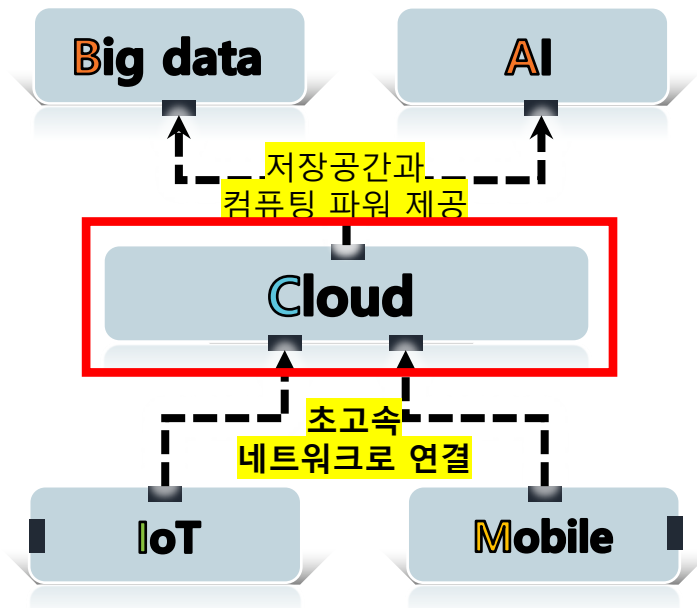 Big data
AI
저장공간과
컴퓨팅 파워 제공
Cloud
초고속
네트워크로 연결
IoT
Mobile